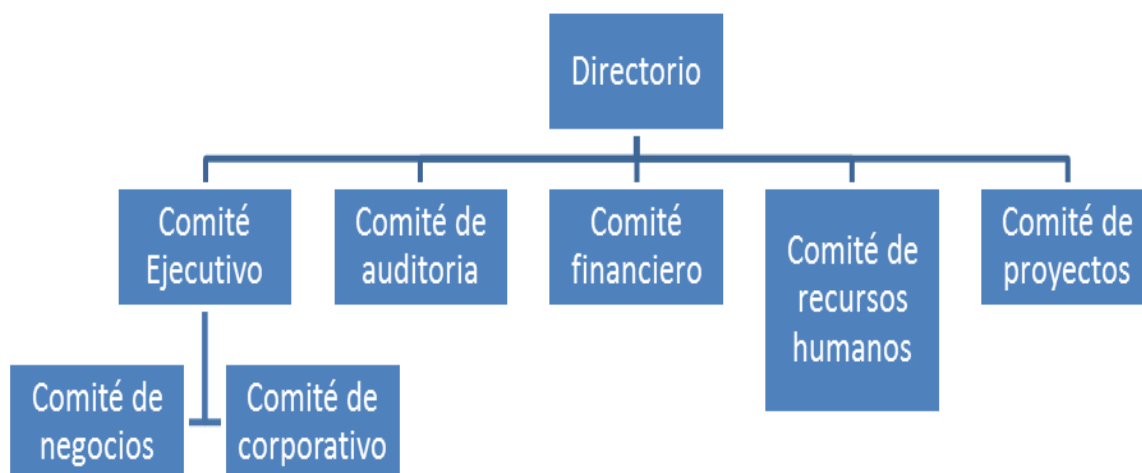 Directorio
Comité
Ejecutivo
Comité de
auditoria
Comité
financiero
Comité de
recursos
humanos
Comité de
proyectos
Comité de
negocios
Comité de
corporativo